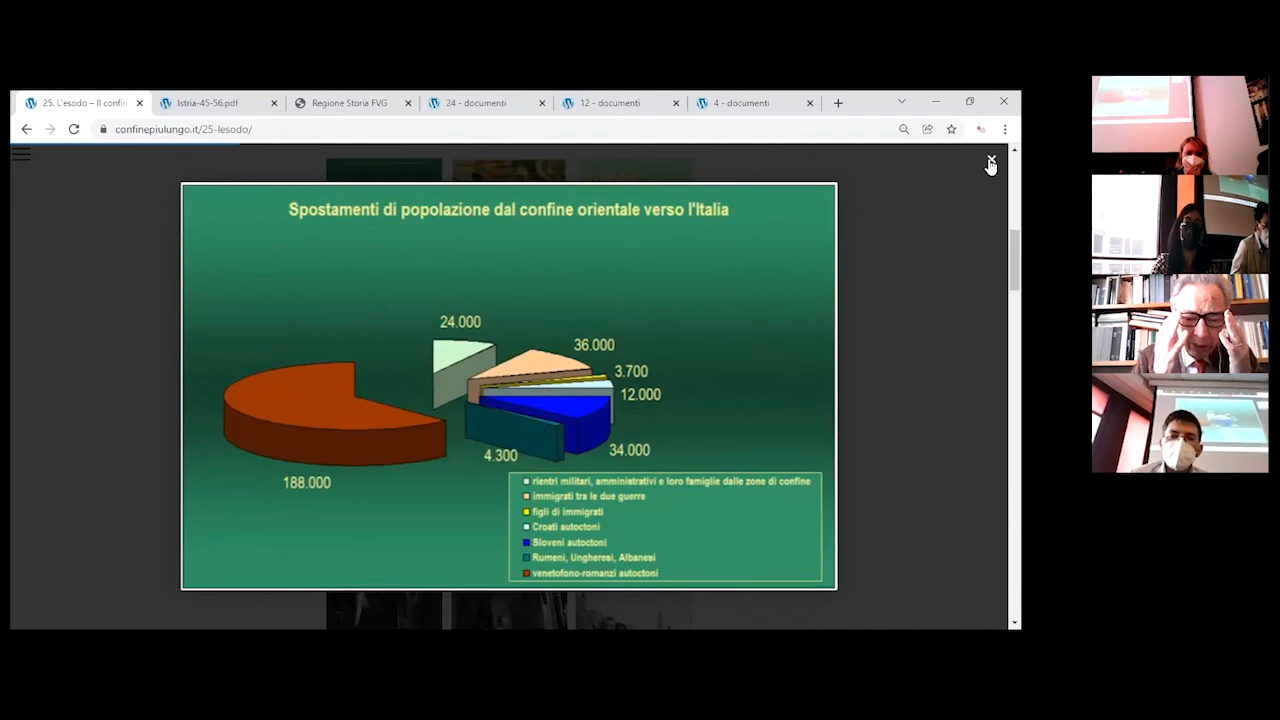 25. L'esodo – Il confin
Istria-45-56.pdf
Regione Storia FVG
24 - documenti
12 - documenti
4 - documenti
confinepiulungo.it/25-lesodo/
Spostamenti di popolazione dal confine orientale verso l'Italia
24.000
36.000
3.700
12.000
34.000
4.300
188.000
rientri militari, amministrativi e loro famiglie dalle zone di confine
immigrati tra le due guerre
figli di immigrati
Croati autoctoni
Sloveni autoctoni
Rumeni, Ungheresi, Albanesi
venetofono-romanzi autoctoni